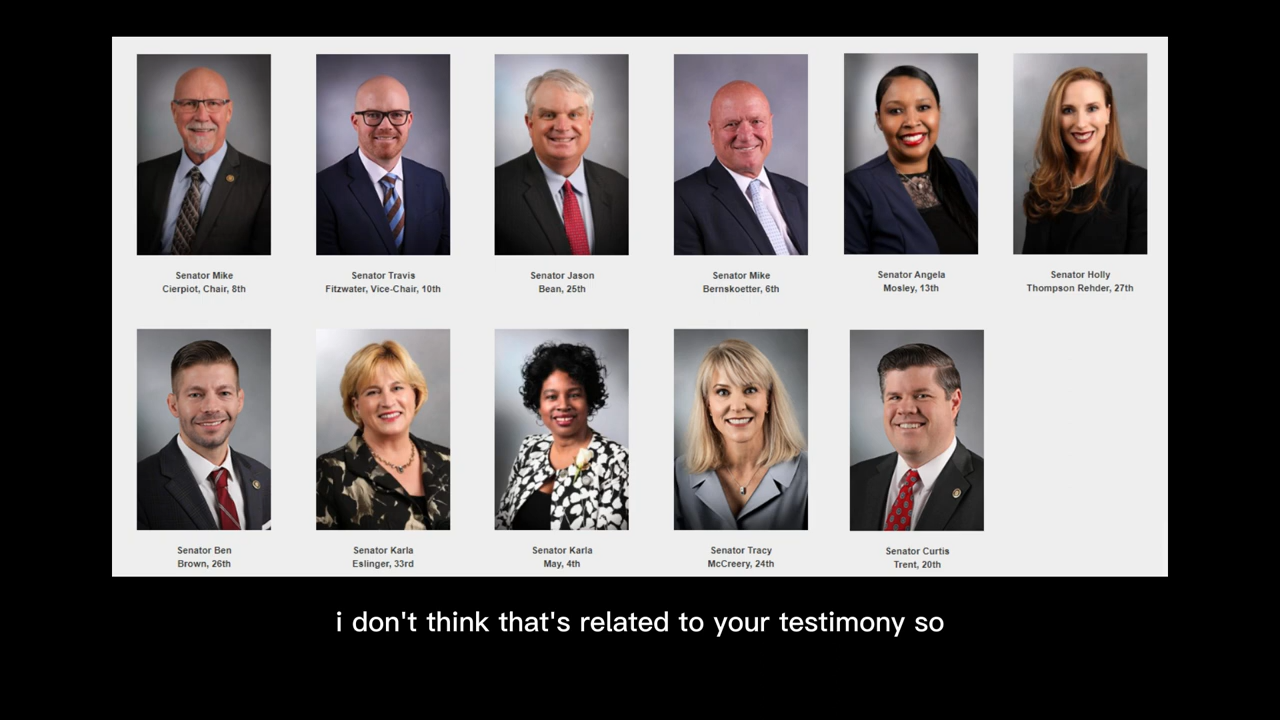 Senator Mike
Cierpiot, Chair, 8th
Senator Travis
Fitzwater, Vice-Chair, 10th
Senator Jason
Bean, 25th
Senator Mike
Bernskoetter, 6th
Senator Angela
Mosley, 13th
Senator Holly
Thompson Rehder, 27th
Senator Ben
Brown, 26th
Senator Karla
Eslinger, 33rd
Senator Karla
May, 4th
Senator Tracy
McCreery, 24th
Senator Curtis
Trent, 20th
i don't think that's related to your testimony so